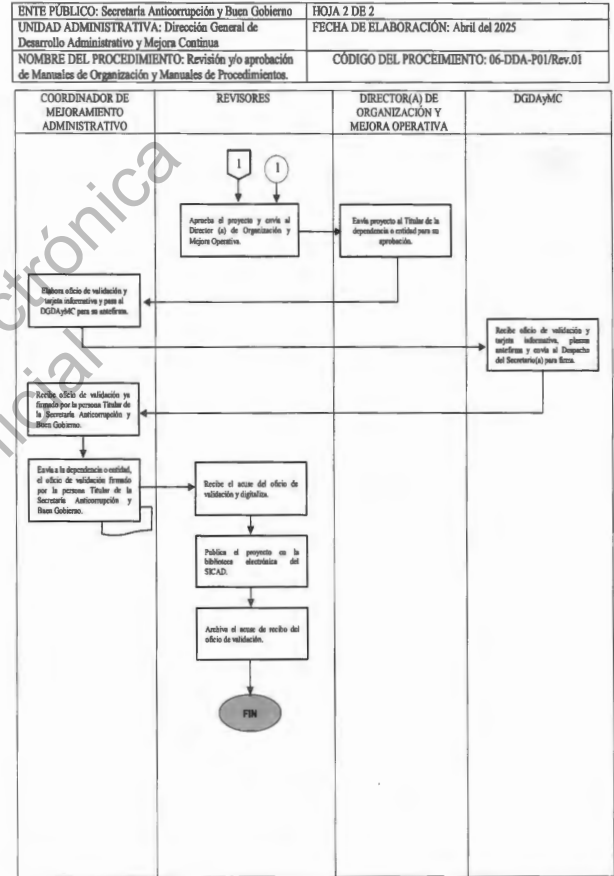 ENTE PÚBLICO: Secretaría Anticorrupción y Buen Gobierno
HOJA 2 DE 2
UNIDAD ADMINISTRATIVA: Dirección General de
Desarrollo Administrativo y Mejora Continua
FECHA DE ELABORACIÓN: Abril del 2025
NOMBRE DEL PROCEDIMIENTO: Revisión y/o aprobación
de Manuales de Organización y Manuales de Procedimientos.
CÓDIGO DEL PROCEIMIENTO: 06-DDA-P01/Rev.01
COORDINADOR DE
MEJORAMIENTO
ADMINISTRATIVO
REVISORES
DIRECTOR(A) DE
ORGANIZACIÓN Y
MEJORA OPERATIVA
DGDAyMC
1
1
Aprueba el proyecto y envía al
Director (a) de Organización y
Mejora Operativa.
Envía proyecto al Titular de la
dependencia o entidad para su
aprobación.
Elabora oficio de validación y
tarjeta informativa y pasa al
DGDAyMC para su antefirma.
Recibe oficio de validación y
tarjeta informativa, plasma
antefirma y envía al Despacho
del Secretario(a) para firma.
Recibe oficio de validación ya
firmado por la persona Titular de
la Secretaría Anticorrupción y
Buen Gobierno.
Envía a la dependencia o entidad,
el oficio de validación firmado
por la persona Titular de la
Secretaría Anticorrupción y
Buen Gobierno.
Recibe el acuse del oficio de
validación y digitaliza.
Publica el proyecto en la
biblioteca electrónica del
SICAD.
Archiva el acuse de recibo del
oficio de validación.
FIN